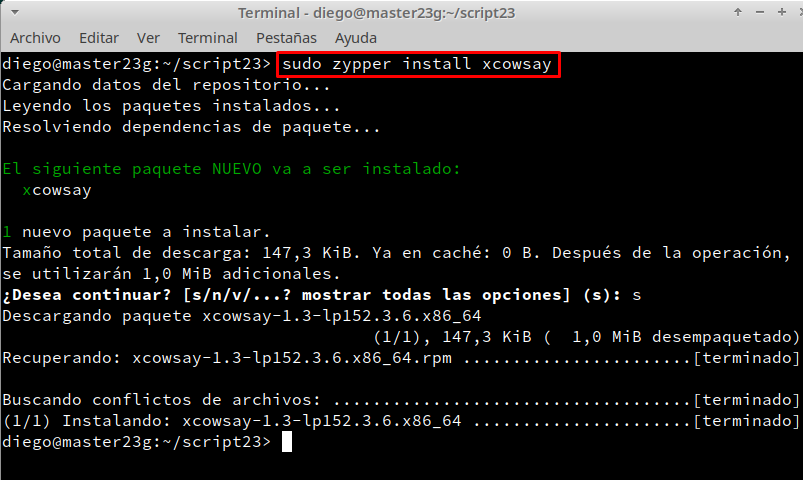 Terminal - diego@master23g:~/script23
Archivo Editar Ver Terminal Pestañas Ayuda
diego@master23g:~/script23> sudo zypper install xcowsay
Cargando datos del repositorio...
Leyendo los paquetes instalados...
Resolviendo dependencias de paquete...
El siguiente paquete NUEVO va a ser instalado:
  xcowsay
1 nuevo paquete a instalar.
Tamaño total de descarga: 147,3 KiB. Ya en caché: 0 B. Después de la operación,
se utilizarán 1,0 MiB adicionales.
¿Desea continuar? [s/n/v/...? mostrar todas las opciones] (s): s
Descargando paquete xcowsay-1.3-lp152.3.6.x86_64
(1/1), 147,3 KiB (  1,0 MiB desempaquetado)
Recuperando: xcowsay-1.3-lp152.3.6.x86_64.rpm ......................[terminado]
Buscando conflictos de archivos: ...................................[terminado]
(1/1) Instalando: xcowsay-1.3-lp152.3.6.x86_64 .....................[terminado]
diego@master23g:~/script23>